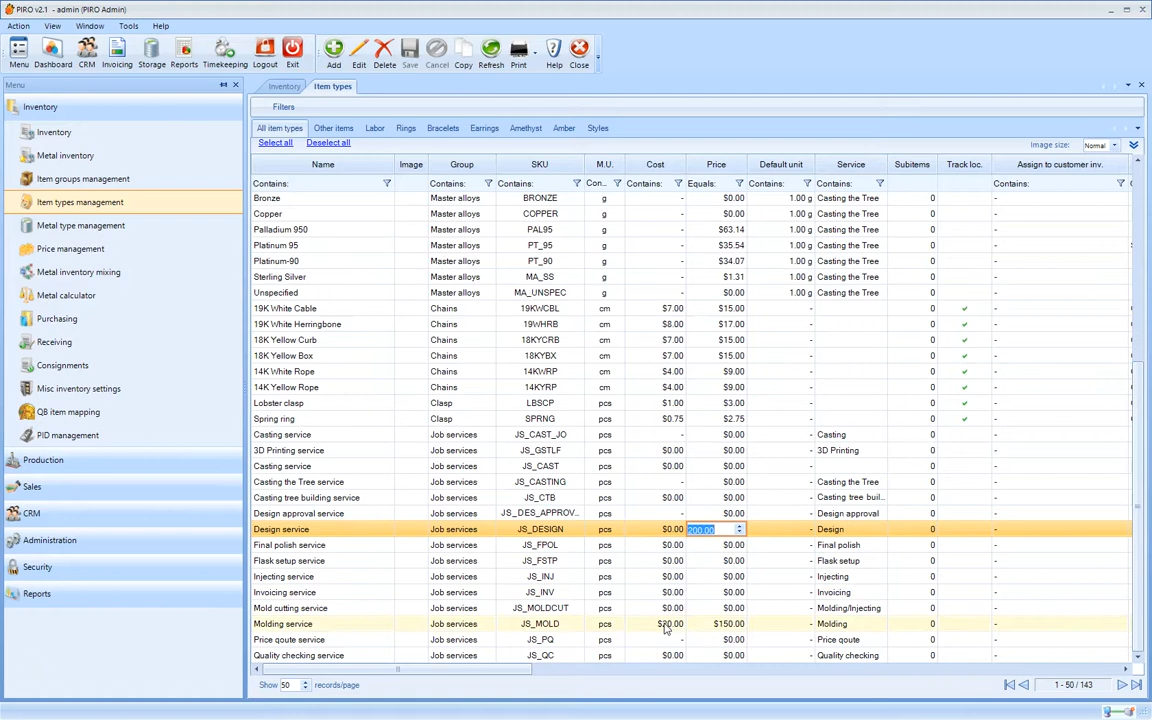 PIRO v2.1 - admin (PIRO Admin)
Action View Window Tools Help
Menu Dashboard CRM Invoicing Storage Reports Timekeeping Logout Exit Add Edit Delete Save Cancel Copy Refresh Print Help Close
Menu
Inventory
Inventory
Metal inventory
Item groups management
Item types management
Metal type management
Price management
Metal inventory mixing
Metal calculator
Purchasing
Receiving
Consignments
Misc inventory settings
QB item mapping
PID management
Production
Sales
CRM
Administration
Security
Reports
Inventory Item types
Filters
All item types Other items Labor Rings Bracelets Earrings Amethyst Amber Styles
Select all Deselect all Image size: Normal
Name Image Group SKU M.U. Cost Price Default unit Service Subitems Track loc. Assign to customer inv.
Contains: Contains: Contains: Con... Contains: Equals: Contains: Contains: Contains:
Bronze Master alloys BRONZE g - $0.00 1.00 g Casting the Tree 0 -
Copper Master alloys COPPER g - $0.00 1.00 g Casting the Tree 0 -
Palladium 950 Master alloys PAL95 g - $63.14 1.00 g Casting the Tree 0 -
Platinum 95 Master alloys PT_95 g - $35.54 1.00 g Casting the Tree 0 -
Platinum-90 Master alloys PT_90 g - $34.07 1.00 g Casting the Tree 0 -
Sterling Silver Master alloys MA_SS g - $1.31 1.00 g Casting the Tree 0 -
Unspecified Master alloys MA_UNSPEC g - $0.00 1.00 g Casting the Tree 0 -
19K White Cable Chains 19KWCBL cm $7.00 $15.00 - 0 ✓ -
19K White Herringbone Chains 19WHRB cm $8.00 $17.00 - 0 ✓ -
18K Yellow Curb Chains 18KYCRB cm $7.00 $15.00 - 0 ✓ -
18K Yellow Box Chains 18KYBX cm $7.00 $15.00 - 0 ✓ -
14K White Rope Chains 14KWRP cm $4.00 $9.00 - 0 ✓ -
14K Yellow Rope Chains 14KYRP cm $4.00 $9.00 - 0 ✓ -
Lobster clasp Clasp LBSCP pcs $1.00 $3.00 - 0 ✓ -
Spring ring Clasp SPRNG pcs $0.75 $2.75 - 0 ✓ -
Casting service Job services JS_CAST_JO pcs - $0.00 - Casting 0 -
3D Printing service Job services JS_GSTLF pcs $0.00 $0.00 - 3D Printing 0 -
Casting service Job services JS_CAST pcs $0.00 $0.00 - 0 -
Casting the Tree service Job services JS_CASTING pcs - $0.00 - Casting the Tree 0 -
Casting tree building service Job services JS_CTB pcs $0.00 $0.00 - Casting tree buil... 0 -
Design approval service Job services JS_DES_APPROV... pcs - $0.00 - Design approval 0 -
Design service Job services JS_DESIGN pcs $0.00 200.00 - Design 0 -
Final polish service Job services JS_FPOL pcs $0.00 $0.00 - Final polish 0 -
Flask setup service Job services JS_FSTP pcs $0.00 $0.00 - Flask setup 0 -
Injecting service Job services JS_INJ pcs $0.00 $0.00 - Injecting 0 -
Invoicing service Job services JS_INV pcs $0.00 $0.00 - Invoicing 0 -
Mold cutting service Job services JS_MOLDCUT pcs $0.00 $0.00 - Molding/Injecting 0 -
Molding service Job services JS_MOLD pcs $150.00 - Molding 0 -
Price qoute service Job services JS_PQ pcs - $0.00 - Price qoute 0 -
Quality checking service Job services JS_QC pcs $0.00 $0.00 - Quality checking 0 -
Show 50 records/page 1 - 50 / 143